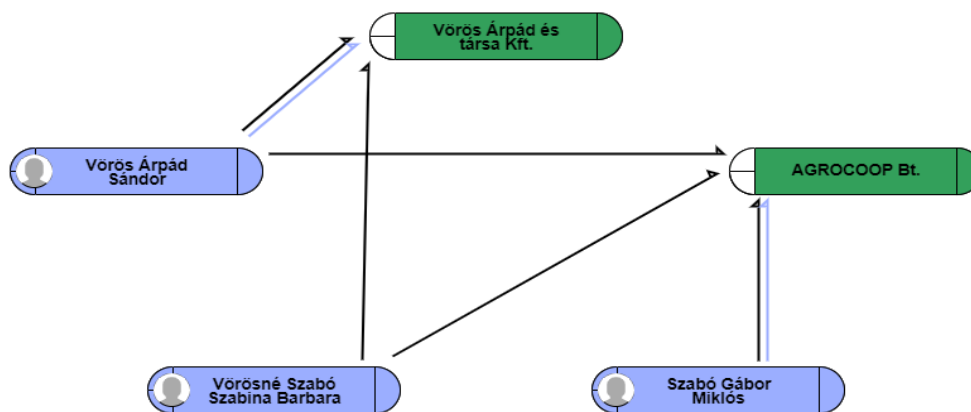 Vörös Árpád és
társa Kft.
Vörös Árpád
Sándor
AGROCOOP Bt.
Vörösné Szabó
Szabina Barbara
Szabó Gábor
Miklós